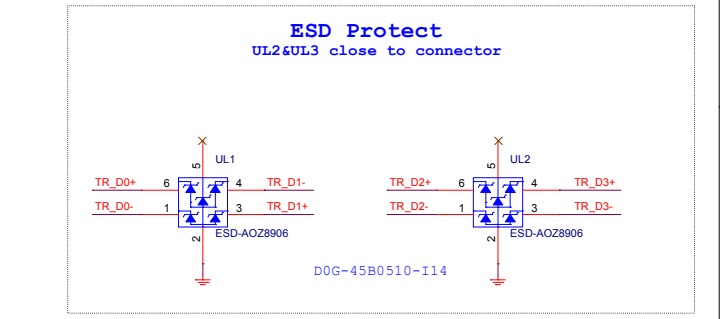 ESD Protect
UL2&UL3 close to connector
5 UL1 5 UL2
TR_D0+ 6 4 TR_D1- TR_D2+ 6 4 TR_D3+
TR_D0- 1 3 TR_D1+ TR_D2- 1 3 TR_D3-
2 ESD-AOZ8906 2 ESD-AOZ8906
D0G-45B0510-I14